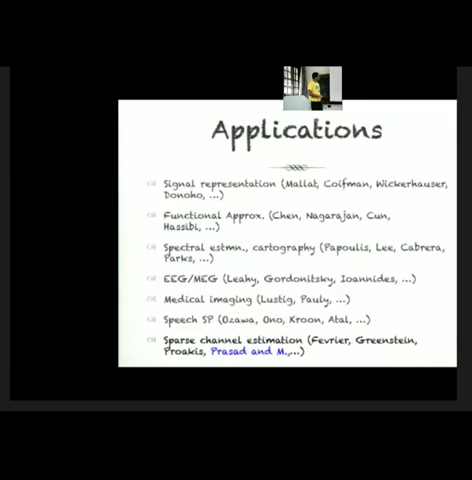 Applications
Signal representation (Mallat, Coifman, Wickerhauser,
Donoho, ...)
Functional Approx. (Chen, Nagarajan, Cun,
Hassibi, ...)
Spectral estmn., cartography (Papoulis, Lee, Cabrera,
Parks, ...)
EEG/MEG (Leahy, Gordonitsky, Ioannides, ...)
Medical imaging (Lustig, Pauly, ...)
Speech SP (Ozawa, Ono, Kroon, Atal, ...)
Sparse channel estimation (Fevrier, Greenstein,
Proakis, Prasad and M.,...)